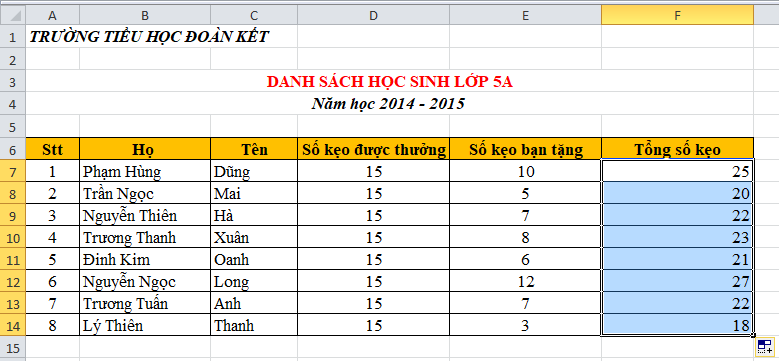 A B C D E F
1 TRƯỜNG TIỂU HỌC ĐOÀN KẾT
2
3 DANH SÁCH HỌC SINH LỚP 5A
4 Năm học 2014 - 2015
5
6 Stt Họ Tên Số kẹo được thưởng Số kẹo bạn tặng Tổng số kẹo
7 1 Phạm Hùng Dũng 15 10 25
8 2 Trần Ngọc Mai 15 5 20
9 3 Nguyễn Thiên Hà 15 7 22
10 4 Trương Thanh Xuân 15 8 23
11 5 Đinh Kim Oanh 15 6 21
12 6 Nguyễn Ngọc Long 15 12 27
13 7 Trương Tuấn Anh 15 7 22
14 8 Lý Thiên Thanh 15 3 18
15